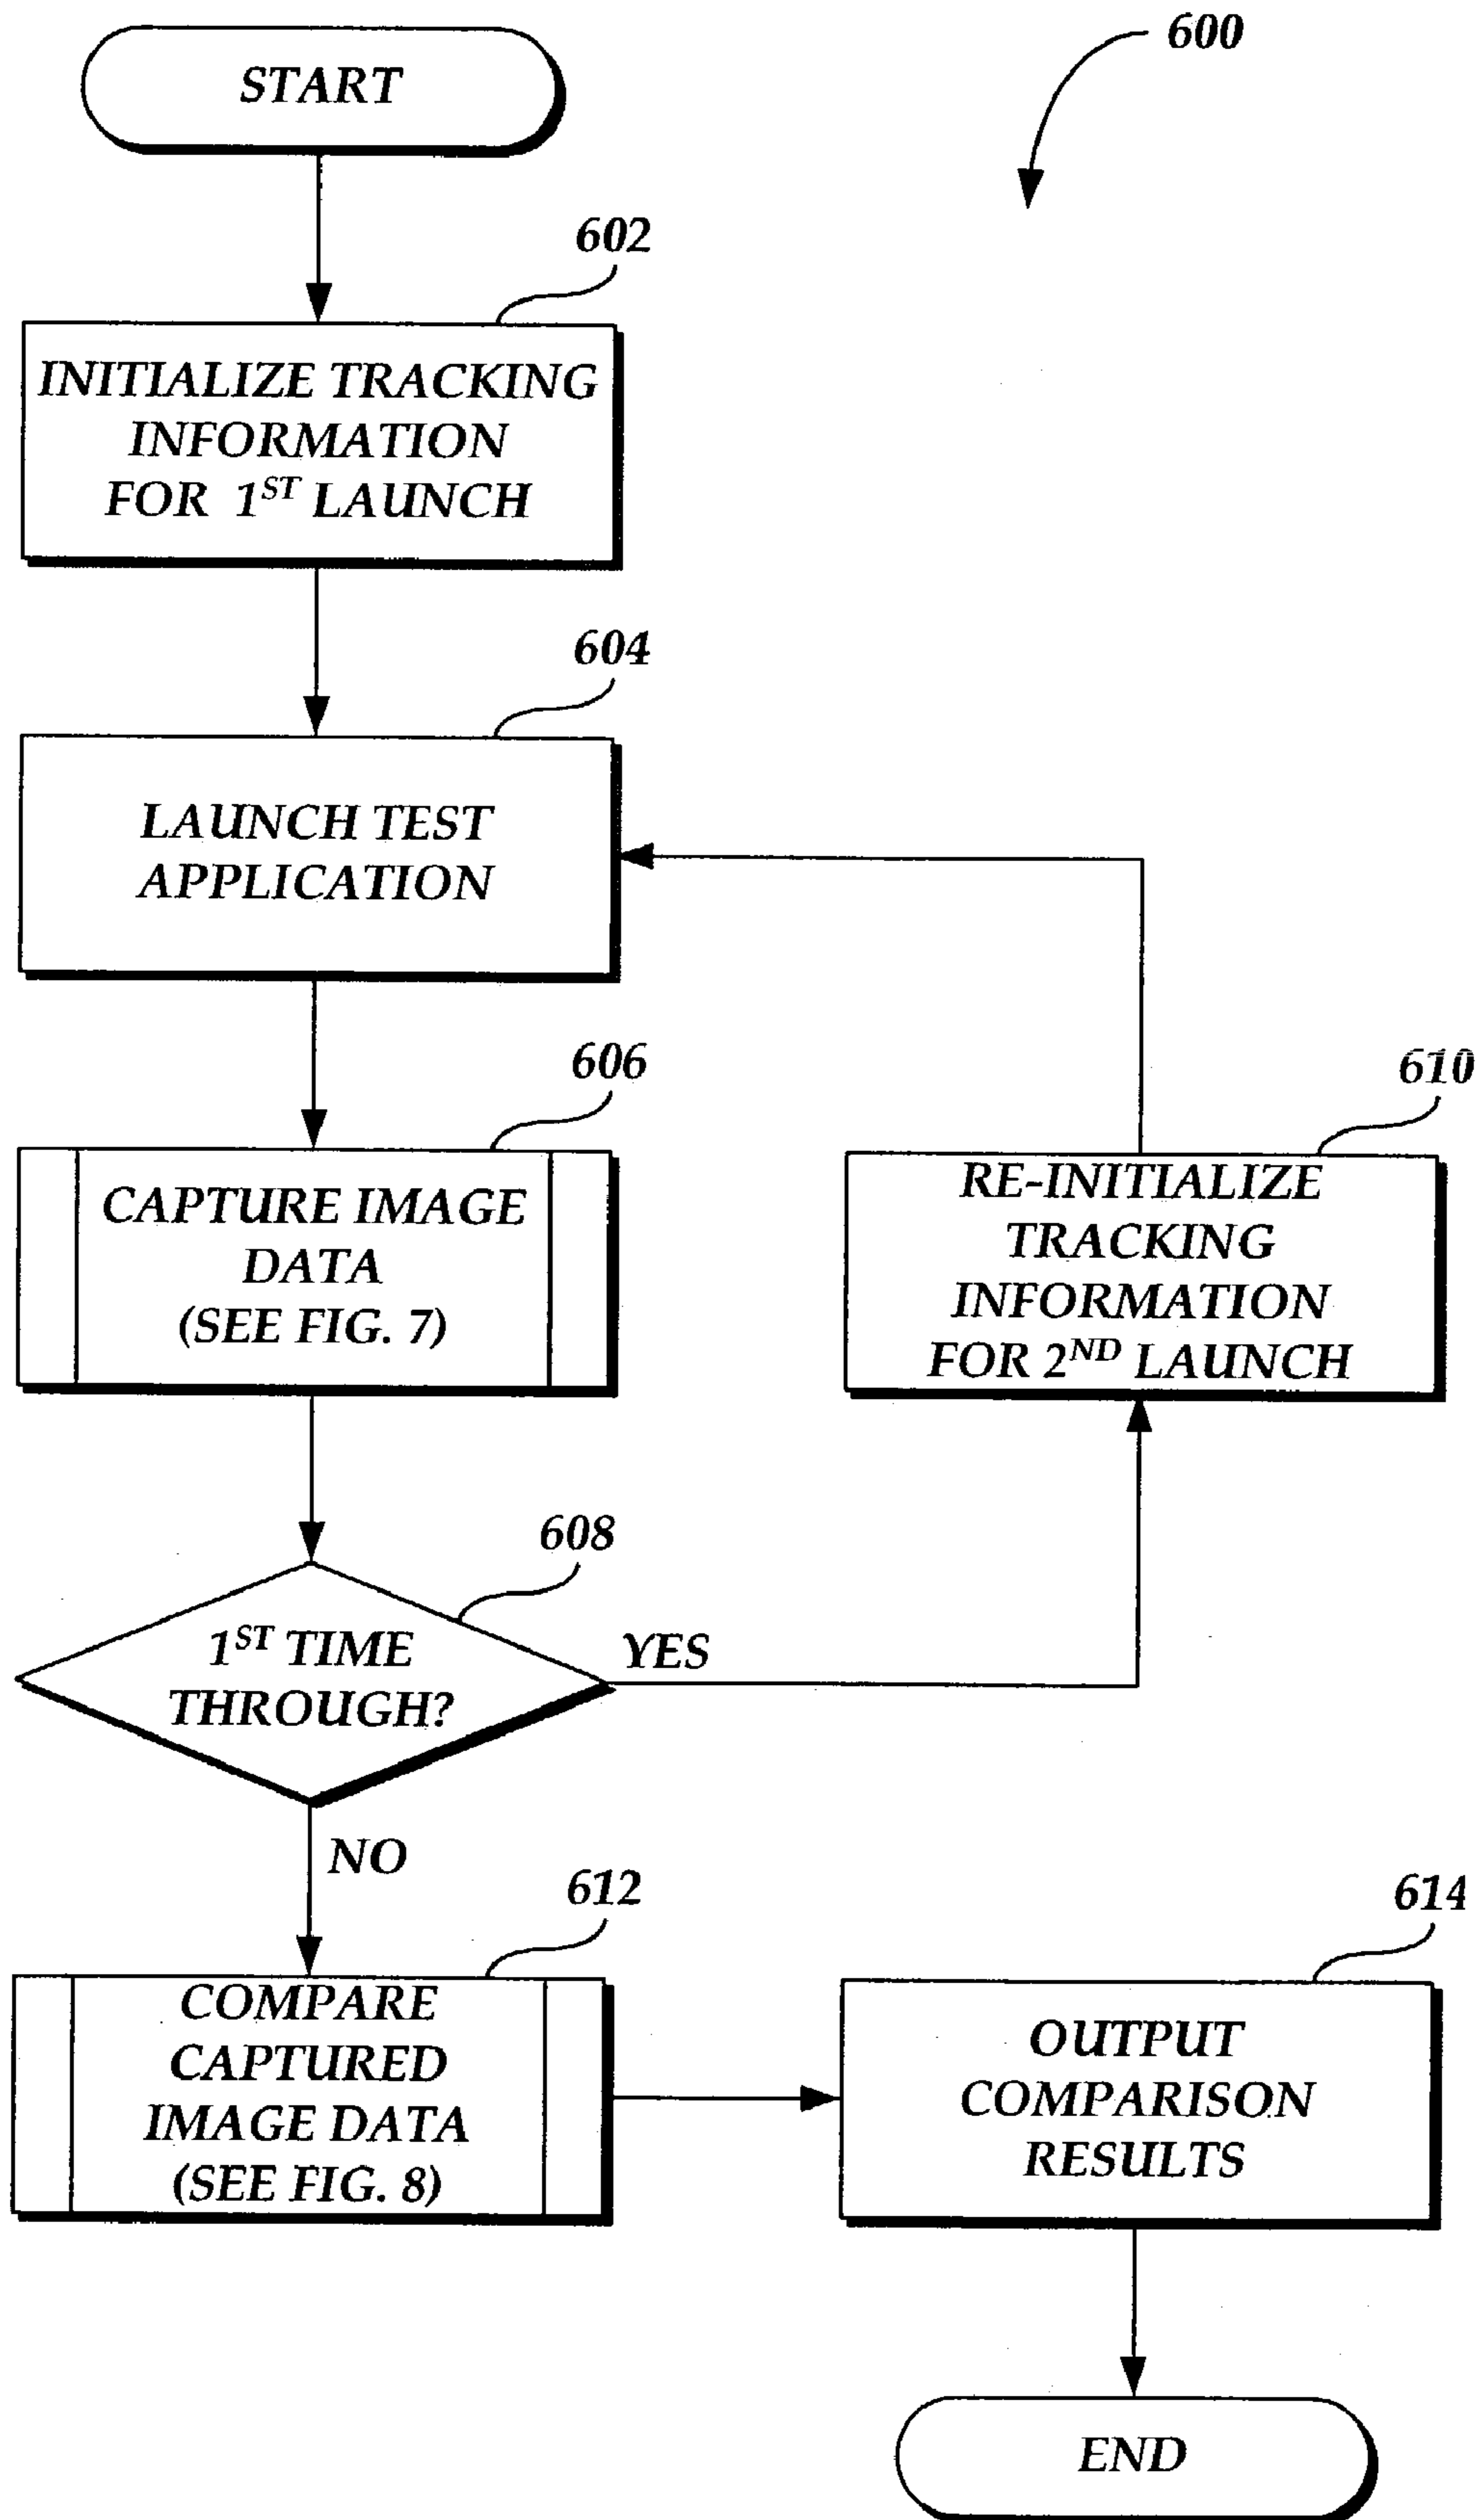 START
600
602
INITIALIZE TRACKING
INFORMATION
FOR 1ST LAUNCH
604
LAUNCH TEST
APPLICATION
606
CAPTURE IMAGE
DATA
(SEE FIG. 7)
610
RE-INITIALIZE
TRACKING
INFORMATION
FOR 2ND LAUNCH
608
1ST TIME
THROUGH?
YES
NO
612
COMPARE
CAPTURED
IMAGE DATA
(SEE FIG. 8)
614
OUTPUT
COMPARISON
RESULTS
END